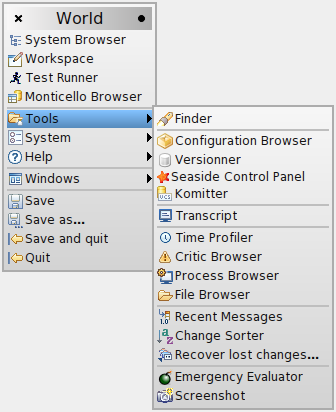 World
System Browser
Workspace
Test Runner
Monticello Browser
Tools
System
Help
Windows
Save
Save as...
Save and quit
Quit
Finder
Configuration Browser
Versionner
Seaside Control Panel
Komitter
Transcript
Time Profiler
Critic Browser
Process Browser
File Browser
Recent Messages
Change Sorter
Recover lost changes...
Emergency Evaluator
Screenshot